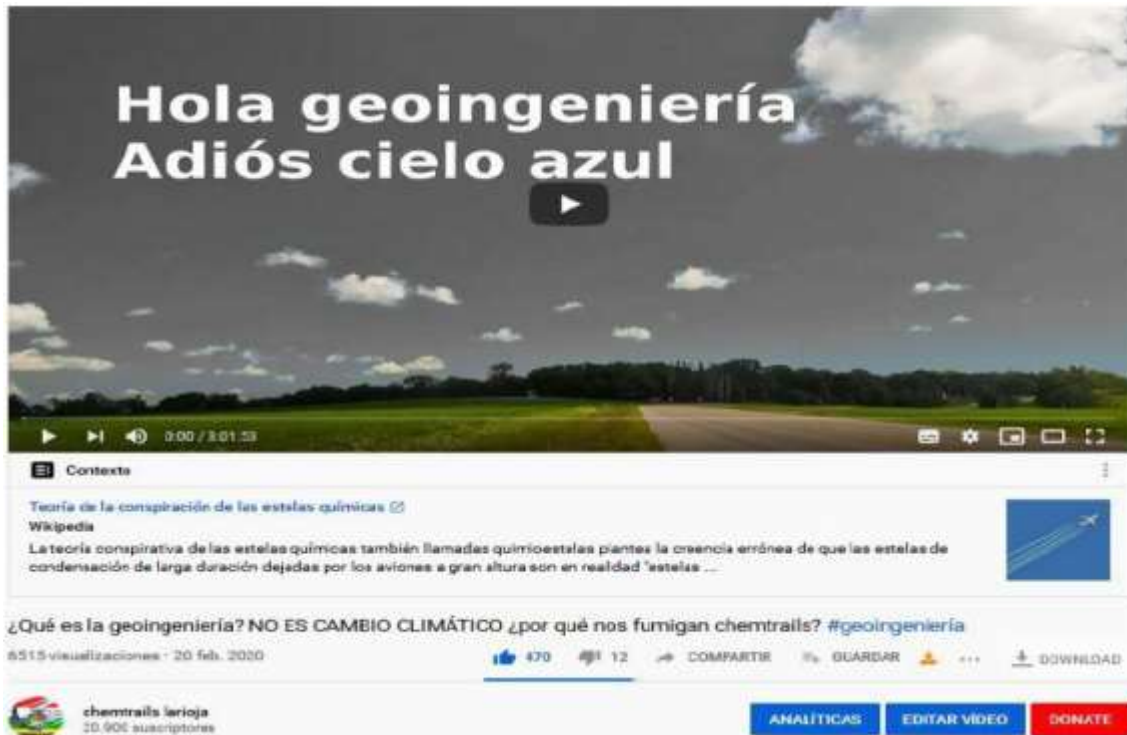 Hola geoingeniería
Adiós cielo azul
0:00 / 3:01:53
Contexto
Teoría de la conspiración de las estelas químicas
Wikipedia
La teoría conspirativa de las estelas químicas también llamadas quimioestelas plantea la creencia errónea de que las estelas de
condensación de larga duración dejadas por los aviones a gran altura son en realidad "estelas ...
¿Qué es la geoingeniería? NO ES CAMBIO CLIMÁTICO ¿por qué nos fumigan chemtrails? #geoingeniería
6515 visualizaciones · 20 feb. 2020
470 12 COMPARTIR GUARDAR ... DOWNLOAD
chemtrails larioja
20.900 suscriptores
ANALÍTICAS EDITAR VÍDEO DONATE